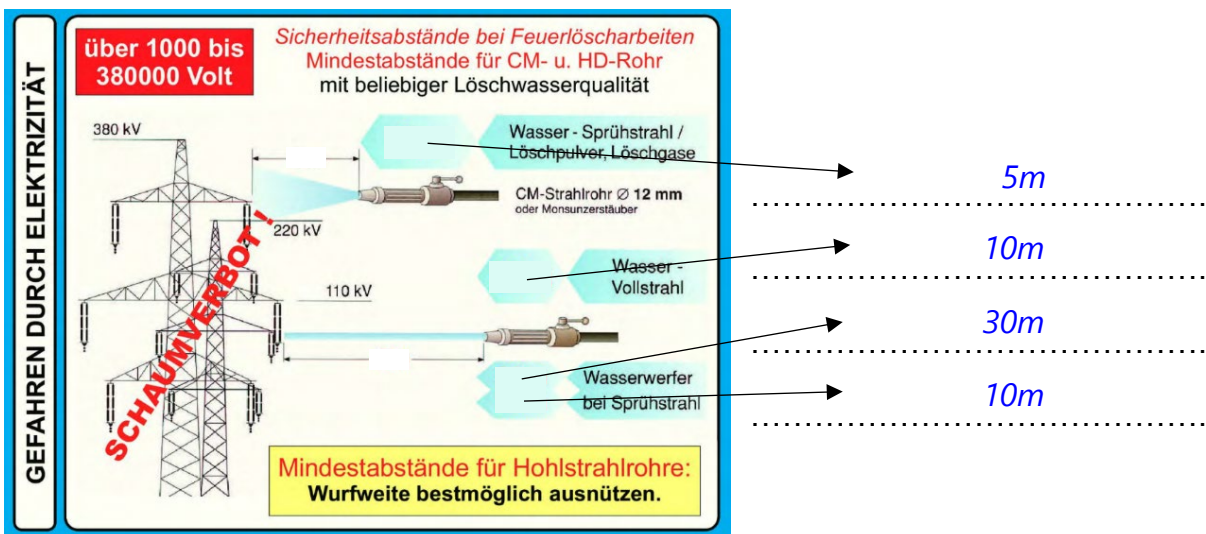 GEFAHREN DURCH ELEKTRIZITÄT
über 1000 bis
380000 Volt
Sicherheitsabstände bei Feuerlöscharbeiten
Mindestabstände für CM- u. HD-Rohr
mit beliebiger Löschwasserqualität
380 kV
Wasser - Sprühstrahl /
Löschpulver, Löschgase
5m
CM-Strahlrohr ∅ 12 mm
oder Monsunzerstäuber
SCHAUMVERBOT !
220 kV
10m
Wasser -
Vollstrahl
110 kV
30m
Wasserwerfer
bei Sprühstrahl
10m
Mindestabstände für Hohlstrahlrohre:
Wurfweite bestmöglich ausnützen.